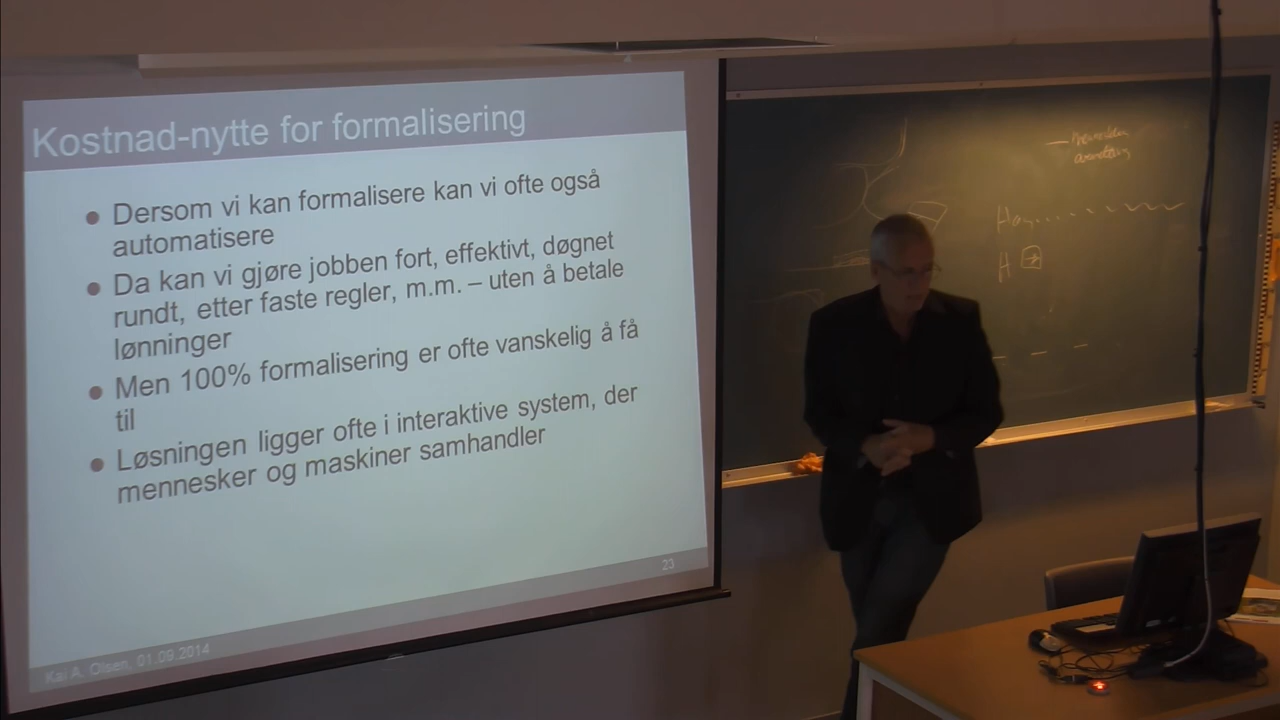 Kostnad-nytte for formalisering
Dersom vi kan formalisere kan vi ofte også
automatisere
Da kan vi gjøre jobben fort, effektivt, døgnet
rundt, etter faste regler, m.m. – uten å betale
lønninger
Men 100% formalisering er ofte vanskelig å få
til
Løsningen ligger ofte i interaktive system, der
mennesker og maskiner samhandler
23
Kai A. Olsen, 01.09.2014
H